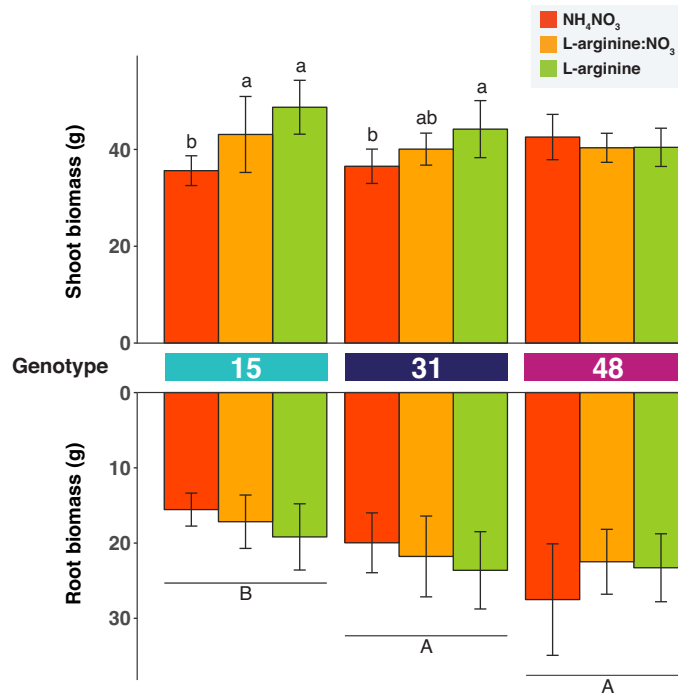 NH₄NO₃
L-arginine:NO₃
L-arginine
Shoot biomass (g)
40
20
0
b
a
a
b
ab
a
Genotype
15
31
48
Root biomass (g)
0
10
20
30
B
A
A